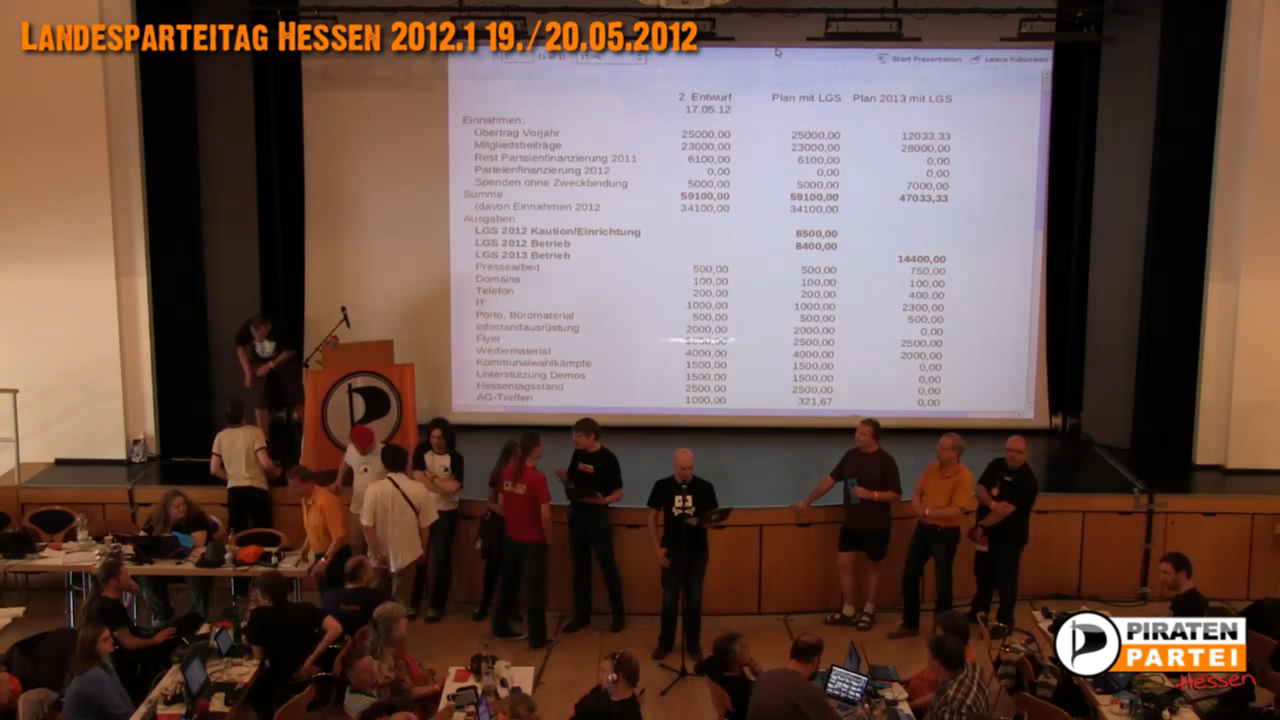 LANDESPARTEITAG HESSEN 2012.1 19./20.05.2012
Start Presentation Leave Fullscreen
2. Entwurf Plan mit LGS Plan 2013 mit LGS
17.05.12
Einnahmen:
Übertrag Vorjahr 25000,00 25000,00 12033,33
Mitgliedsbeiträge 23000,00 23000,00 28000,00
Rest Parteienfinanzierung 2011 6100,00 6100,00 0,00
Parteienfinanzierung 2012 0,00 0,00 0,00
Spenden ohne Zweckbindung 5000,00 5000,00 7000,00
Summe 59100,00 59100,00 47033,33
(davon Einnahmen 2012 34100,00 34100,00
Ausgaben
LGS 2012 Kaution/Einrichtung 8500,00
LGS 2012 Betrieb 8400,00
LGS 2013 Betrieb 14400,00
Pressearbeit 500,00 500,00 750,00
Domains 100,00 100,00 100,00
Telefon 200,00 200,00 400,00
IT 1000,00 1000,00 2300,00
Porto, Büromaterial 500,00 500,00 500,00
Infostandausrüstung 2000,00 2000,00 0,00
Flyer 2500,00 2500,00 2500,00
Werbematerial 4000,00 4000,00 2000,00
Kommunalwahlkämpfe 1500,00 1500,00 0,00
Unterstützung Demos 1500,00 1500,00 0,00
Hessentagsstand 2500,00 2500,00 0,00
AG-Treffen 1000,00 321,67 0,00
PIRATEN
PARTEI
Hessen